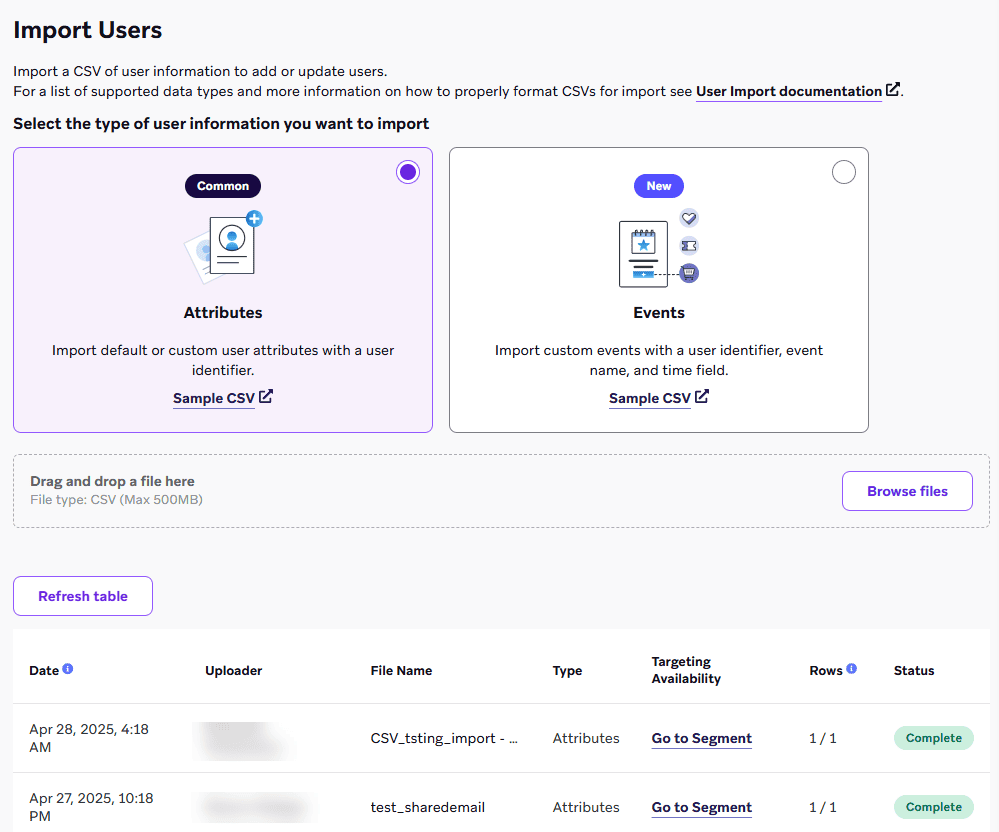 Import Users
Import a CSV of user information to add or update users.
For a list of supported data types and more information on how to properly format CSVs for import see User Import documentation.
Select the type of user information you want to import
Common
Attributes
Import default or custom user attributes with a user
identifier.
Sample CSV
New
Events
Import custom events with a user identifier, event
name, and time field.
Sample CSV
Drag and drop a file here
File type: CSV (Max 500MB)
Browse files
Refresh table
Date Uploader File Name Type Targeting Availability Rows Status
Apr 28, 2025, 4:18 AM CSV_tsting_import - ... Attributes Go to Segment 1 / 1 Complete
Apr 27, 2025, 10:18 PM test_sharedemail Attributes Go to Segment 1 / 1 Complete